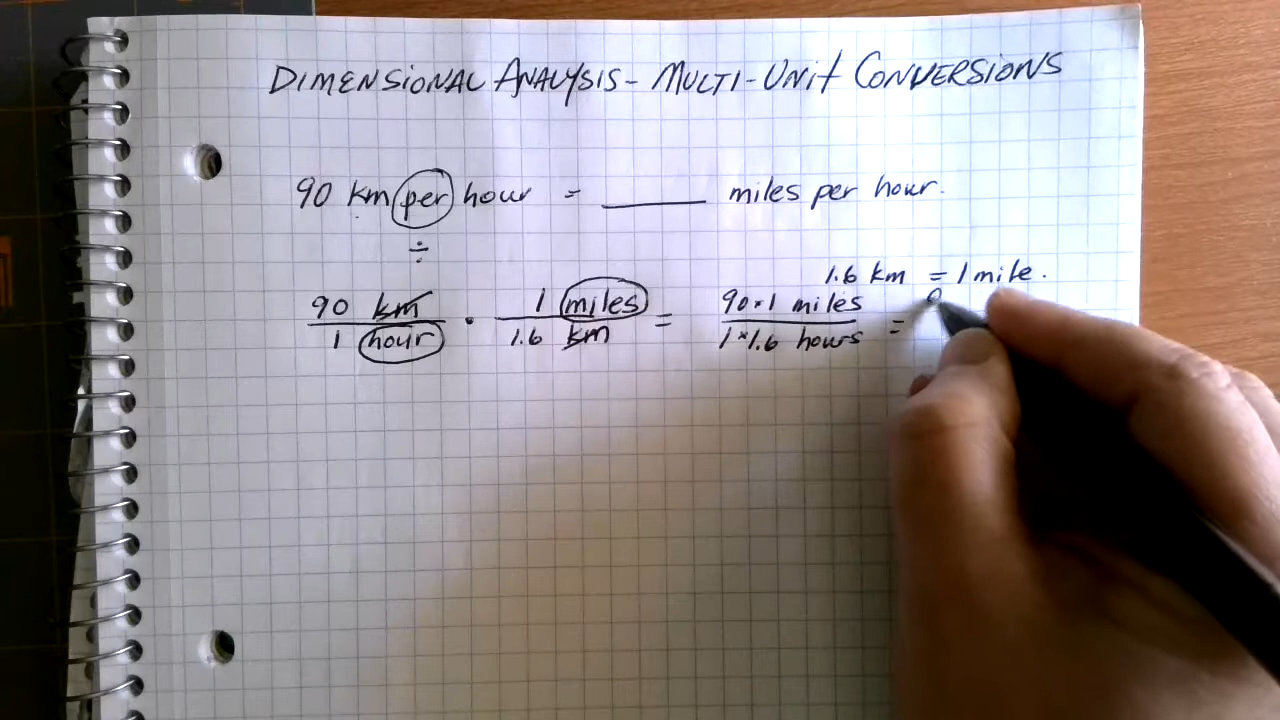 DIMENSIONAL ANALYSIS - MULTI-UNIT CONVERSIONS
90 km per hour = ______ miles per hour.
÷
1.6 km = 1 mile.
90 km / 1 hour · 1 miles / 1.6 km = 90 × 1 miles / 1 × 1.6 hours =